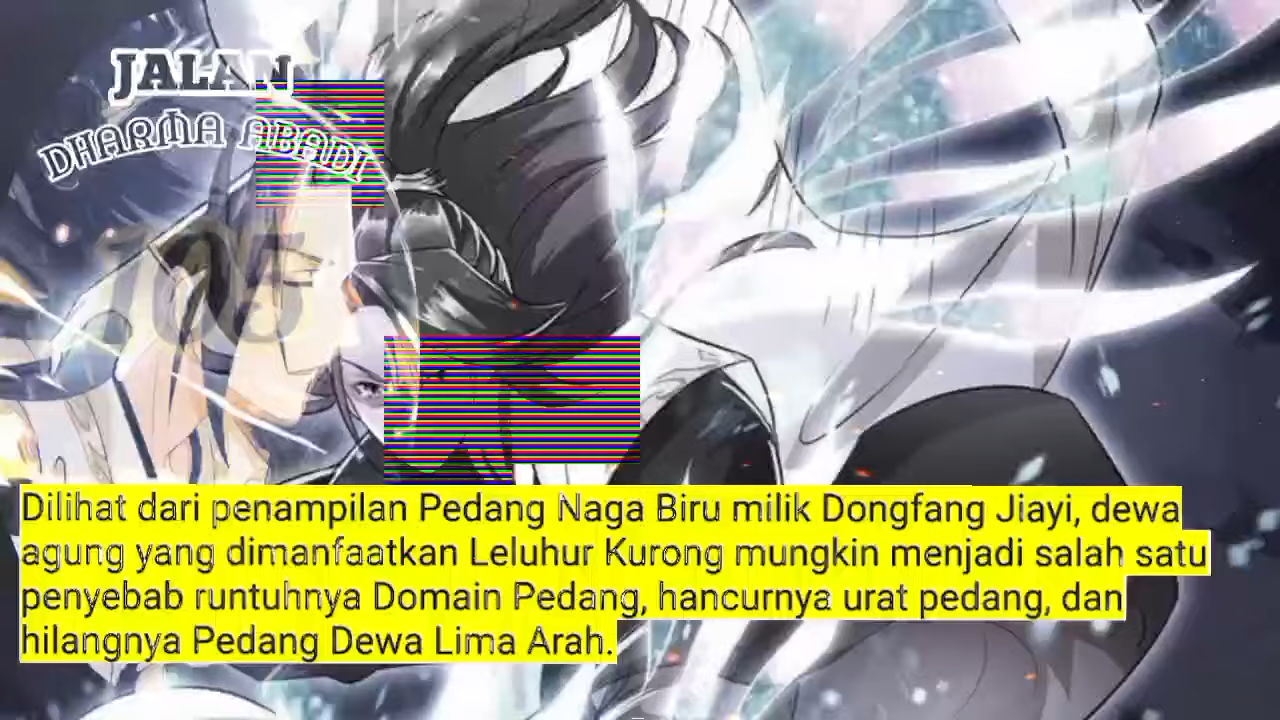 JALAN
DHARMA ABADI
105
Dilihat dari penampilan Pedang Naga Biru milik Dongfang Jiayi, dewa
agung yang dimanfaatkan Leluhur Kurong mungkin menjadi salah satu
penyebab runtuhnya Domain Pedang, hancurnya urat pedang, dan
hilangnya Pedang Dewa Lima Arah.